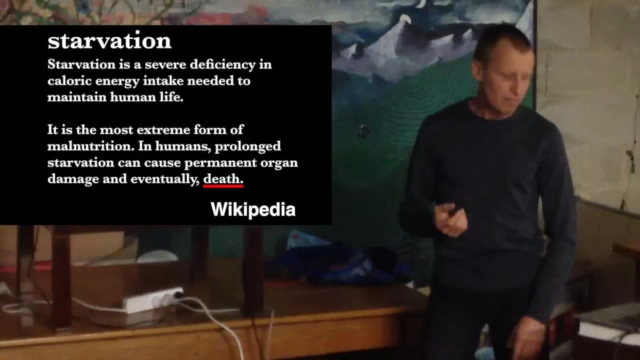 starvation
Starvation is a severe deficiency in
caloric energy intake needed to
maintain human life.
It is the most extreme form of
malnutrition. In humans, prolonged
starvation can cause permanent organ
damage and eventually, death.
Wikipedia